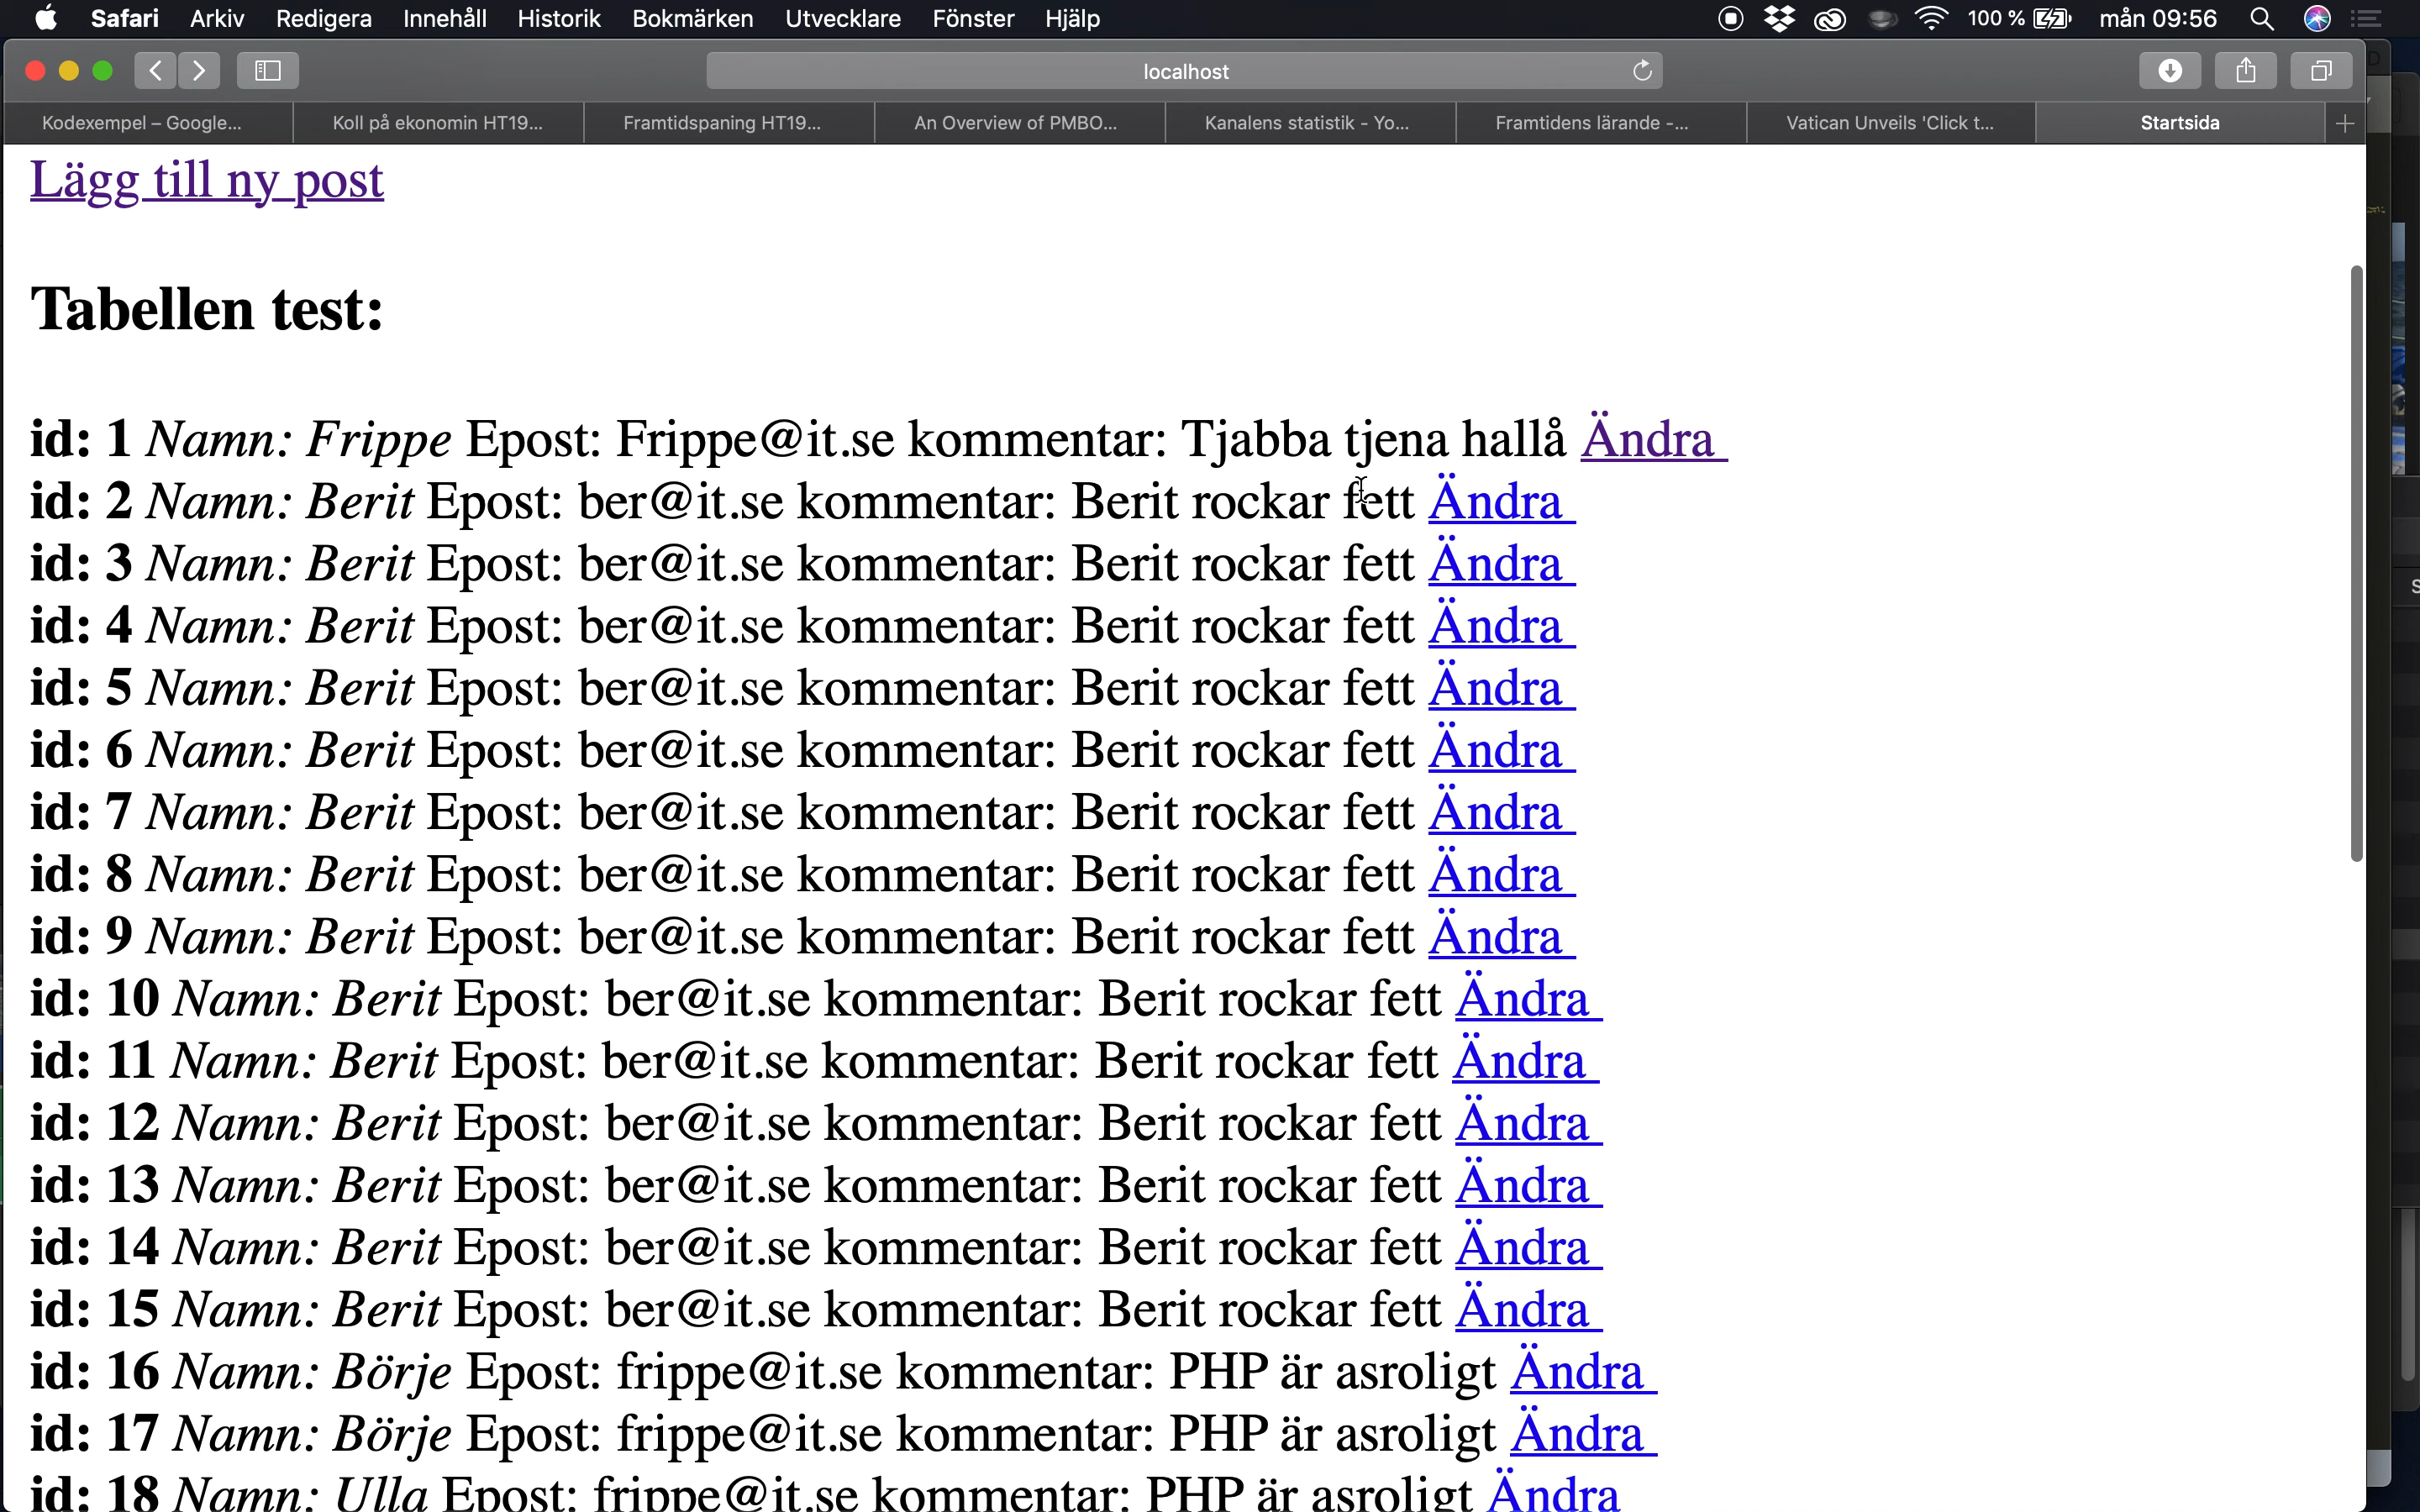 Safari Arkiv Redigera Innehåll Historik Bokmärken Utvecklare Fönster Hjälp 100 % mån 09:56
localhost
Kodexempel – Google... Koll på ekonomin HT19... Framtidspaning HT19... An Overview of PMBO... Kanalens statistik - Yo... Framtidens lärande -... Vatican Unveils 'Click t... Startsida
Lägg till ny post
Tabellen test:
id: 1 Namn: Frippe Epost: Frippe@it.se kommentar: Tjabba tjena hallå Ändra
id: 2 Namn: Berit Epost: ber@it.se kommentar: Berit rockar fett Ändra
id: 3 Namn: Berit Epost: ber@it.se kommentar: Berit rockar fett Ändra
id: 4 Namn: Berit Epost: ber@it.se kommentar: Berit rockar fett Ändra
id: 5 Namn: Berit Epost: ber@it.se kommentar: Berit rockar fett Ändra
id: 6 Namn: Berit Epost: ber@it.se kommentar: Berit rockar fett Ändra
id: 7 Namn: Berit Epost: ber@it.se kommentar: Berit rockar fett Ändra
id: 8 Namn: Berit Epost: ber@it.se kommentar: Berit rockar fett Ändra
id: 9 Namn: Berit Epost: ber@it.se kommentar: Berit rockar fett Ändra
id: 10 Namn: Berit Epost: ber@it.se kommentar: Berit rockar fett Ändra
id: 11 Namn: Berit Epost: ber@it.se kommentar: Berit rockar fett Ändra
id: 12 Namn: Berit Epost: ber@it.se kommentar: Berit rockar fett Ändra
id: 13 Namn: Berit Epost: ber@it.se kommentar: Berit rockar fett Ändra
id: 14 Namn: Berit Epost: ber@it.se kommentar: Berit rockar fett Ändra
id: 15 Namn: Berit Epost: ber@it.se kommentar: Berit rockar fett Ändra
id: 16 Namn: Börje Epost: frippe@it.se kommentar: PHP är asroligt Ändra
id: 17 Namn: Börje Epost: frippe@it.se kommentar: PHP är asroligt Ändra
id: 18 Namn: Ulla Epost: frippe@it.se kommentar: PHP är asroligt Ändra